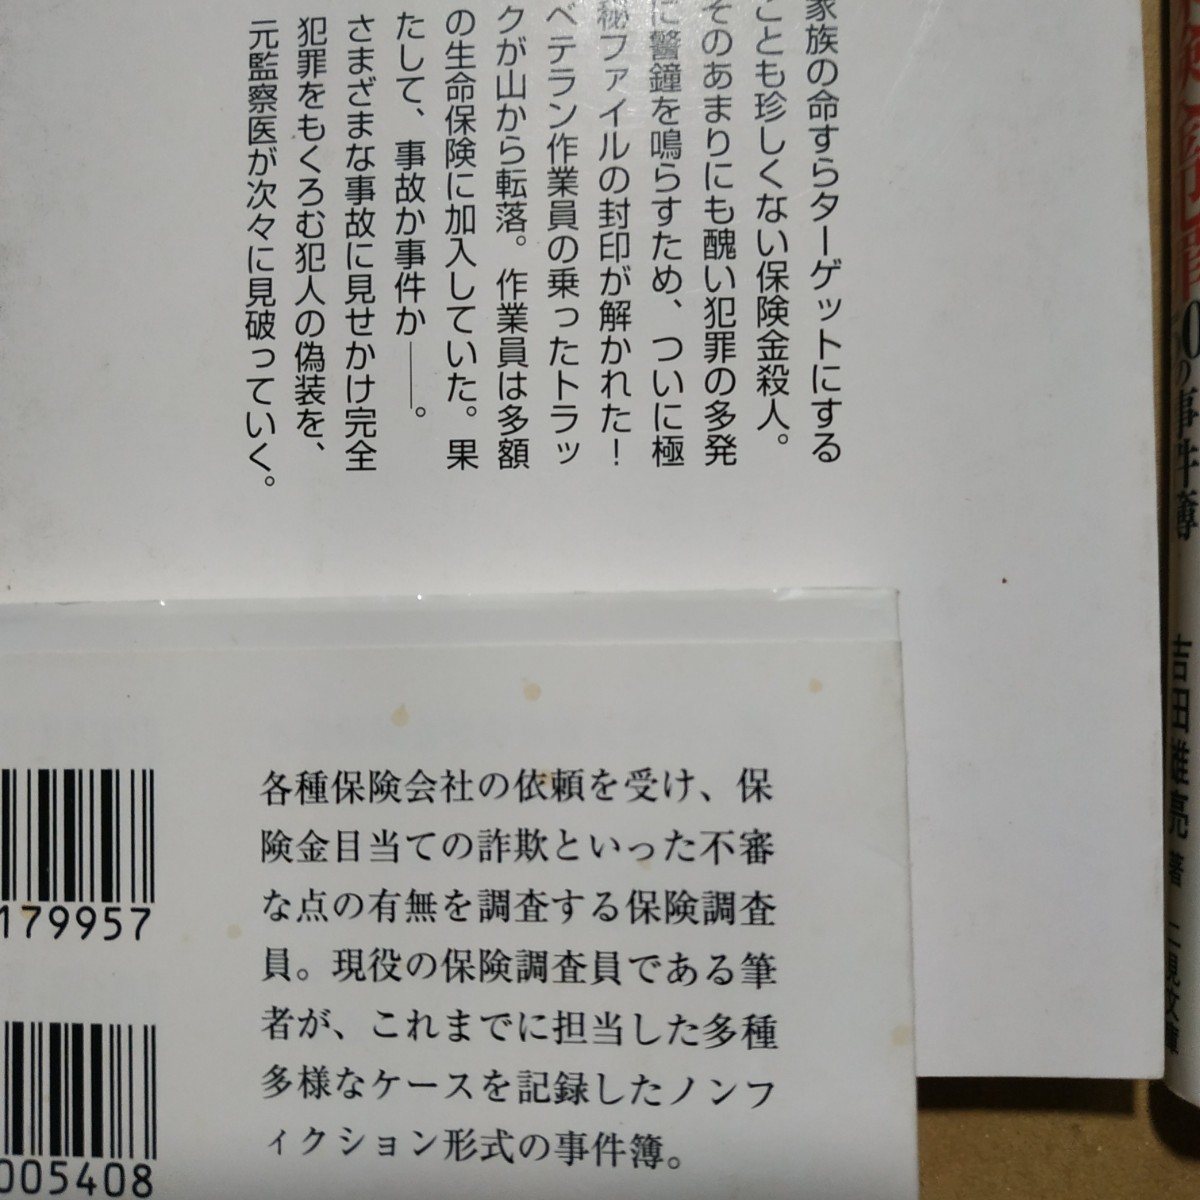 家族の命すらターゲットにする
ことも珍しくない保険金殺人。
そのあまりにも醜い犯罪の多発
に警鐘を鳴らすため、ついに極
秘ファイルの封印が解かれた!
ベテラン作業員の乗ったトラッ
クが山から転落。作業員は多額
の生命保険に加入していた。果
たして、事故か事件か――。
さまざまな事故に見せかけ完全
犯罪をもくろむ犯人の偽装を、
元監察医が次々に見破っていく。
の事件簿
吉田雄亮 著
二見文庫
各種保険会社の依頼を受け、保
険金目当ての詐欺といった不審
な点の有無を調査する保険調査
員。現役の保険調査員である筆
者が、これまでに担当した多種
多様なケースを記録したノンフ
ィクション形式の事件簿。
179957
005408